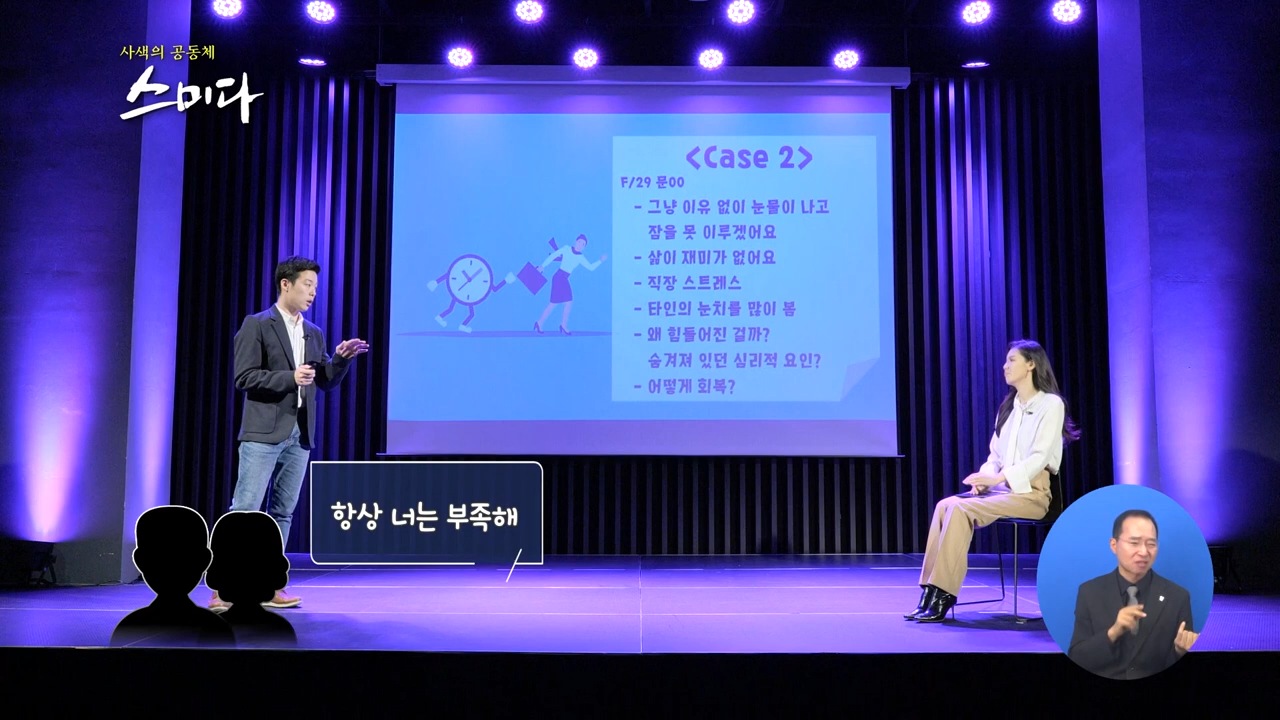 사색의 공동체
스미다
<Case 2>
F/29 문00
- 그냥 이유 없이 눈물이 나고
잠을 못 이루겠어요
- 삶이 재미가 없어요
- 직장 스트레스
- 타인의 눈치를 많이 봄
- 왜 힘들어진 걸까?
숨겨져 있던 심리적 요인?
- 어떻게 회복?
항상 너는 부족해